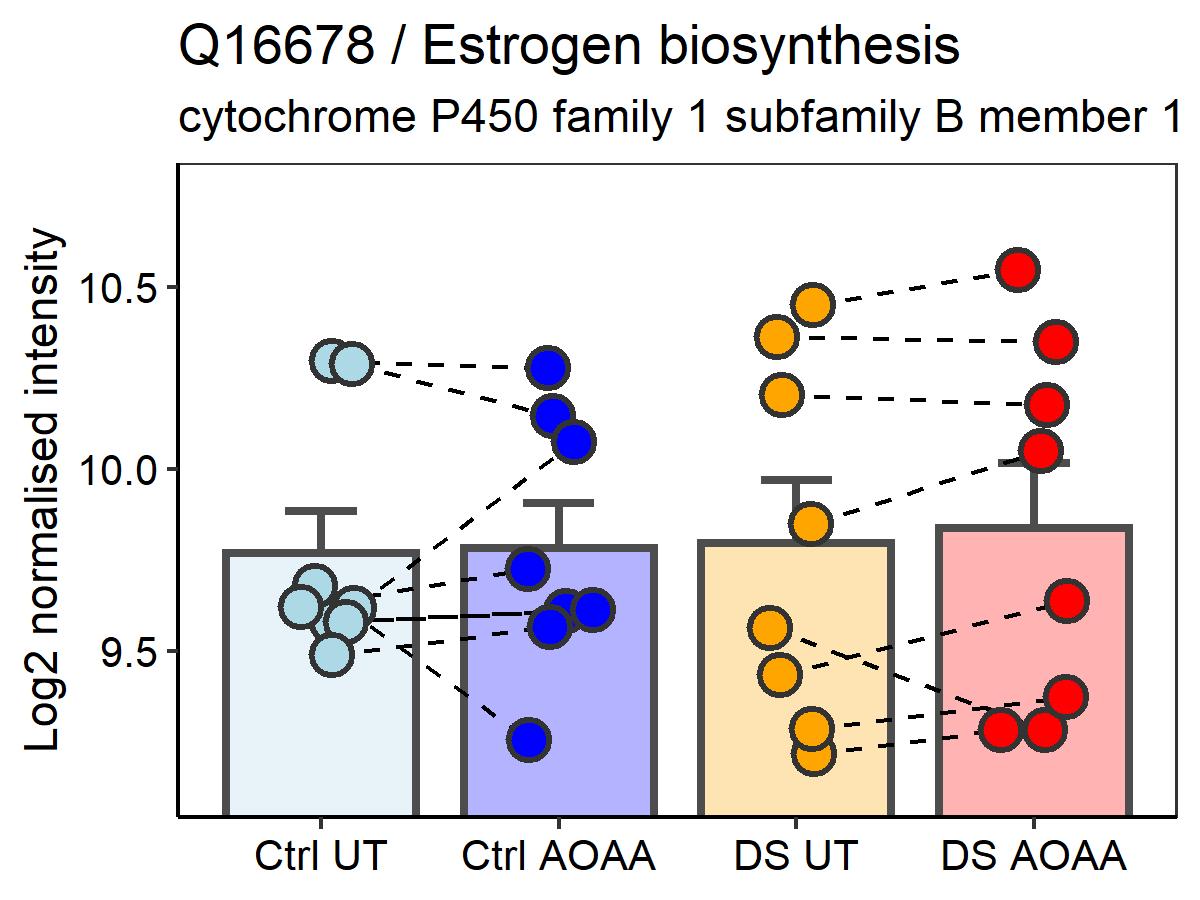 Q16678 / Estrogen biosynthesis
cytochrome P450 family 1 subfamily B member 1
Log2 normalised intensity
10.5
10.0
9.5
Ctrl UT
Ctrl AOAA
DS UT
DS AOAA